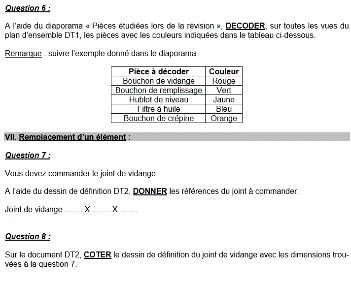 Question 6 :
A l'aide du diaporama « Pièces étudiées lors de la révision », DECODER, sur toutes les vues du
plan d'ensemble DT1, les pièces avec les couleurs indiquées dans le tableau ci-dessous.
Remarque : suivre l'exemple donné dans le diaporama.
Pièce à décoder Couleur
Bouchon de vidange Rouge
Bouchon de remplissage Vert
Hublot de niveau Jaune
Filtre à huile Bleu
Bouchon de crépine Orange
VII. Remplacement d'un élément :
Question 7 :
Vous devez commander le joint de vidange
A l'aide du dessin de définition DT2, DONNER les références du joint à commander.
Joint de vidange ....... X ....... X .......
Question 8 :
Sur le document DT2, COTER le dessin de définition du joint de vidange avec les dimensions trou-
vées à la question 7.